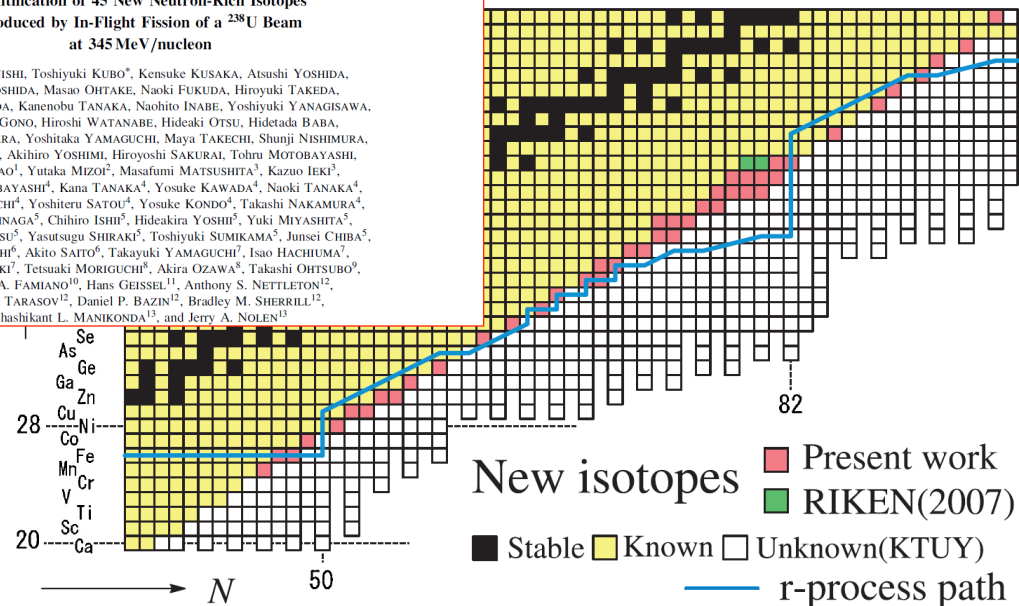 ntification of 45 New Neutron-Rich Isotopes
oduced by In-Flight Fission of a ²³⁸U Beam
at 345 MeV/nucleon
ISHI, Toshiyuki KUBO*, Kensuke KUSAKA, Atsushi YOSHIDA,
OSHIDA, Masao OHTAKE, Naoki FUKUDA, Hiroyuki TAKEDA,
DA, Kanenobu TANAKA, Naohito INABE, Yoshiyuki YANAGISAWA,
GONO, Hiroshi WATANABE, Hideaki OTSU, Hidetada BABA,
ARA, Yoshitaka YAMAGUCHI, Maya TAKECHI, Shunji NISHIMURA,
, Akihiro YOSHIMI, Hiroyoshi SAKURAI, Tohru MOTOBAYASHI,
AO¹, Yutaka MIZOI², Masafumi MATSUSHITA³, Kazuo IEKI³,
BAYASHI⁴, Kana TANAKA⁴, Yosuke KAWADA⁴, Naoki TANAKA⁴,
CHI⁴, Yoshiteru SATOU⁴, Yosuke KONDO⁴, Takashi NAKAMURA⁴,
INAGA⁵, Chihiro ISHII⁵, Hideakira YOSHII⁵, Yuki MIYASHITA⁵,
SU⁵, Yasutsugu SHIRAKI⁵, Toshiyuki SUMIKAMA⁵, Junsei CHIBA⁵,
HI⁶, Akito SAITO⁶, Takayuki YAMAGUCHI⁷, Isao HACHIUMA⁷,
KI⁷, Tetsuaki MORIGUCHI⁸, Akira OZAWA⁸, Takashi OHTSUBO⁹,
A. FAMIANO¹⁰, Hans GEISSEL¹¹, Anthony S. NETTLETON¹²,
TARASOV¹², Daniel P. BAZIN¹², Bradley M. SHERRILL¹²,
hashikant L. MANIKONDA¹³, and Jerry A. NOLEN¹³
Se
As
Ge
Ga
Zn
Cu
28 Ni
Co
Fe
Mn
Cr
V
Ti
Sc
20 Ca
50
82
N
New isotopes
Present work
RIKEN(2007)
Stable Known Unknown(KTUY)
r-process path